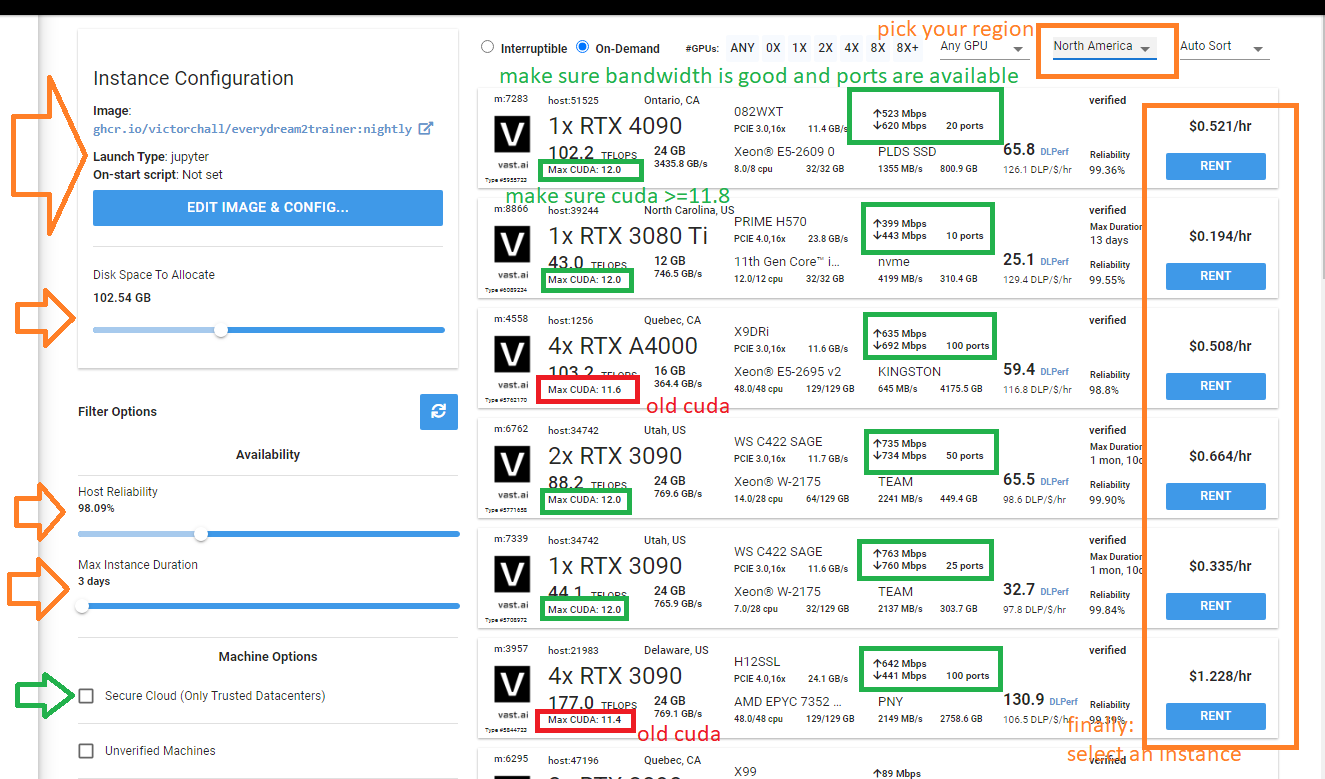 pick your region
Interruptible On-Demand #GPUs: ANY 0X 1X 2X 4X 8X 8X+ Any GPU North America Auto Sort
make sure bandwidth is good and ports are available
Instance Configuration
Image:
ghcr.io/victorchall/everydream2trainer:nightly
Launch Type: jupyter
On-start script: Not set
EDIT IMAGE & CONFIG...
Disk Space To Allocate
102.54 GB
Filter Options
Availability
Host Reliability
98.09%
Max Instance Duration
3 days
Machine Options
Secure Cloud (Only Trusted Datacenters)
Unverified Machines
m:7283 host:51525 Ontario, CA verified
1x RTX 4090 082WXT ↑523 Mbps $0.521/hr
PCIE 3.0,16x 11.4 GB/s ↓620 Mbps 20 ports
102.2 TFLOPS 24 GB Xeon® E5-2609 0 PLDS SSD 65.8 DLPerf Reliability RENT
vast.ai 3435.8 GB/s
Max CUDA: 12.0 8.0/8 cpu 32/32 GB 1355 MB/s 800.9 GB 126.1 DLP/$/hr 99.36%
Type #5955723
make sure cuda >=11.8
m:8866 host:39244 North Carolina, US verified
1x RTX 3080 Ti PRIME H570 ↑399 Mbps Max Duration $0.194/hr
PCIE 4.0,16x 23.8 GB/s ↓443 Mbps 10 ports 13 days
43.0 TFLOPS 12 GB 11th Gen Core™ i... nvme 25.1 DLPerf Reliability RENT
vast.ai 746.5 GB/s
Max CUDA: 12.0 12.0/12 cpu 32/32 GB 4199 MB/s 310.4 GB 129.4 DLP/$/hr 99.55%
Type #6089234
m:4558 host:1256 Quebec, CA verified
4x RTX A4000 X9DRi ↑635 Mbps $0.508/hr
PCIE 3.0,16x 11.6 GB/s ↓692 Mbps 100 ports
103.2 TFLOPS 16 GB Xeon® E5-2695 v2 KINGSTON 59.4 DLPerf Reliability RENT
vast.ai 364.4 GB/s
Max CUDA: 11.6 48.0/48 cpu 129/129 GB 645 MB/s 4175.5 GB 116.8 DLP/$/hr 98.8%
Type #5762170
old cuda
m:6762 host:34742 Utah, US verified
2x RTX 3090 WS C422 SAGE ↑735 Mbps Max Duration $0.664/hr
PCIE 3.0,16x 11.7 GB/s ↓734 Mbps 50 ports 1 mon, 10d
88.2 TFLOPS 24 GB Xeon® W-2175 TEAM 65.5 DLPerf Reliability RENT
vast.ai 769.6 GB/s
Max CUDA: 12.0 14.0/28 cpu 64/129 GB 2241 MB/s 449.4 GB 98.6 DLP/$/hr 99.90%
Type #5771658
m:7339 host:34742 Utah, US verified
1x RTX 3090 WS C422 SAGE ↑763 Mbps Max Duration $0.335/hr
PCIE 3.0,16x 11.6 GB/s ↓760 Mbps 25 ports 1 mon, 10d
44.1 TFLOPS 24 GB Xeon® W-2175 TEAM 32.7 DLPerf Reliability RENT
vast.ai 765.9 GB/s
Max CUDA: 12.0 7.0/28 cpu 32/129 GB 2137 MB/s 303.7 GB 97.8 DLP/$/hr 99.84%
Type #5708972
m:3957 host:21983 Delaware, US verified
4x RTX 3090 H12SSL ↑642 Mbps $1.228/hr
PCIE 4.0,16x 24.1 GB/s ↓441 Mbps 100 ports
177.0 TFLOPS 24 GB AMD EPYC 7352 ... PNY 130.9 DLPerf Reliability RENT
vast.ai 769.1 GB/s
Max CUDA: 11.4 48.0/48 cpu 129/129 GB 2149 MB/s 2758.6 GB 106.5 DLP/$/hr 99.39%
Type #5844723
old cuda
finally:
select an instance
m:6295 host:47196 Quebec, CA verified
X99 ↑89 Mbps